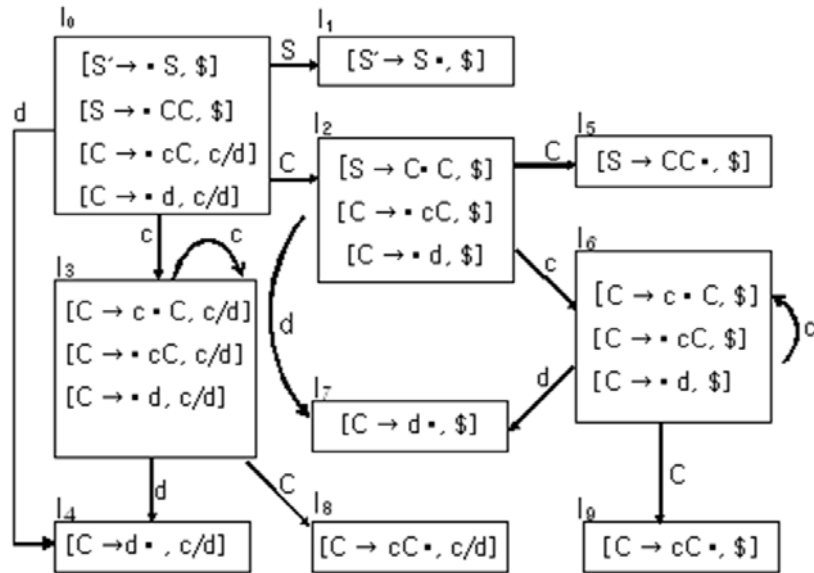 I₀
[S′→ ▪ S, $]
[S → ▪ CC, $]
[C → ▪ cC, c/d]
[C → ▪ d, c/d]
S
I₁
[S′→ S ▪, $]
d
C
I₂
[S → C▪ C, $]
[C → ▪ cC, $]
[C → ▪ d, $]
C
I₅
[S → CC▪, $]
c
c
I₃
[C → c ▪ C, c/d]
[C → ▪ cC, c/d]
[C → ▪ d, c/d]
d
c
I₆
[C → c ▪ C, $]
[C → ▪ cC, $]
[C → ▪ d, $]
c
d
I₇
[C → d ▪, $]
d
C
C
I₄
[C →d ▪ , c/d]
I₈
[C → cC ▪, c/d]
I₉
[C → cC ▪, $]